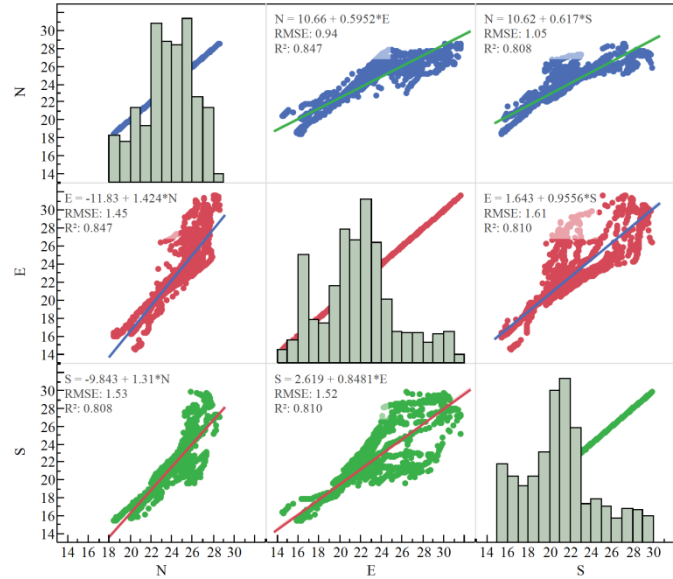 N = 10.66 + 0.5952*E
RMSE: 0.94
R²: 0.847
N = 10.62 + 0.617*S
RMSE: 1.05
R²: 0.808
30
28
26
24
22
20
18
16
14
N
E = -11.83 + 1.424*N
RMSE: 1.45
R²: 0.847
E = 1.643 + 0.9556*S
RMSE: 1.61
R²: 0.810
30
28
26
24
22
20
18
16
14
E
S = -9.843 + 1.31*N
RMSE: 1.53
R²: 0.808
S = 2.619 + 0.8481*E
RMSE: 1.52
R²: 0.810
30
28
26
24
22
20
18
16
14
S
14 16 18 20 22 24 26 28 30 14 16 18 20 22 24 26 28 30 14 16 18 20 22 24 26 28 30
N E S